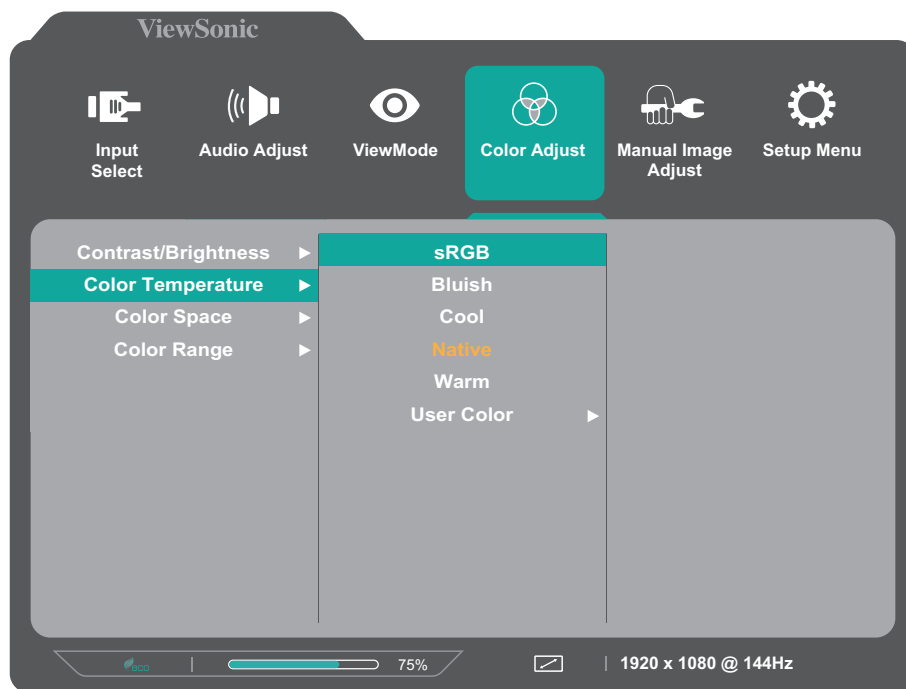 ViewSonic
Input Select
Audio Adjust
ViewMode
Color Adjust
Manual Image Adjust
Setup Menu
Contrast/Brightness
Color Temperature
Color Space
Color Range
sRGB
Bluish
Cool
Native
Warm
User Color
eco
75%
1920 x 1080 @ 144Hz